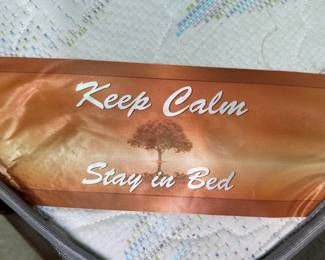 Keep Calm
Stay in Bed